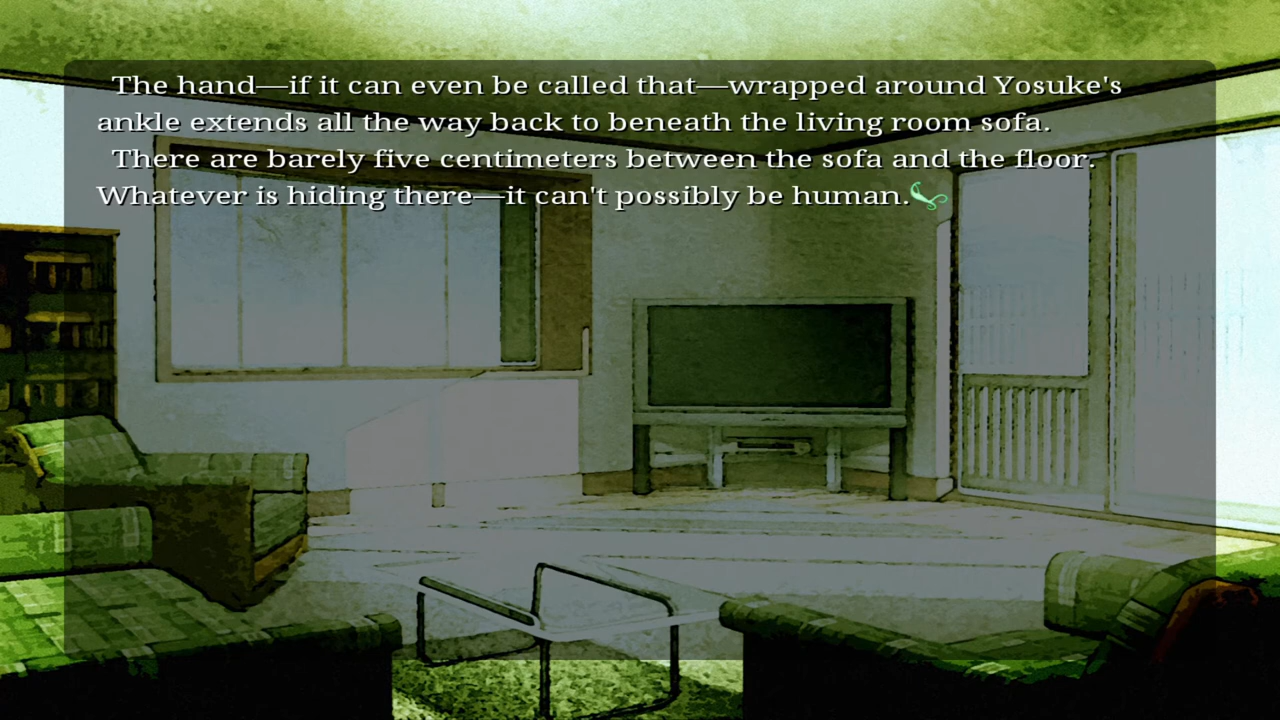 The hand—if it can even be called that—wrapped around Yosuke's
ankle extends all the way back to beneath the living room sofa.
There are barely five centimeters between the sofa and the floor.
Whatever is hiding there—it can't possibly be human.